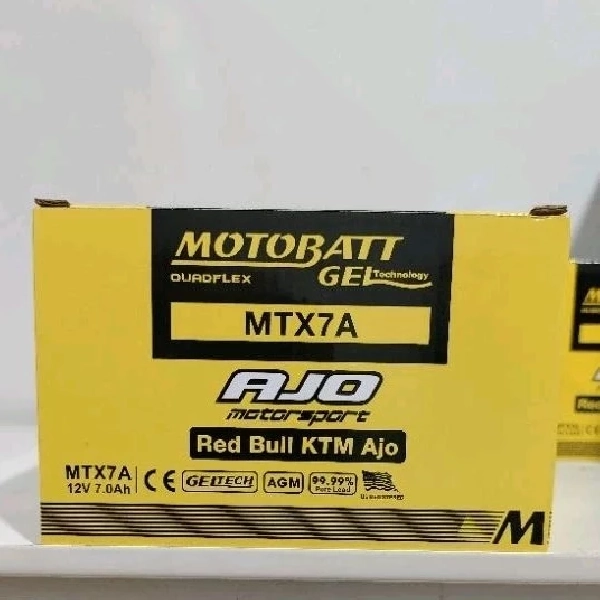 MOTOBATT
QUADFLEX GEL Technology
MTX7A
AJO
motorsport
Red Bull KTM Ajo
MTX7A
12V 7.0Ah
CE GELTECH AGM 99.99%
Pure Lead
M